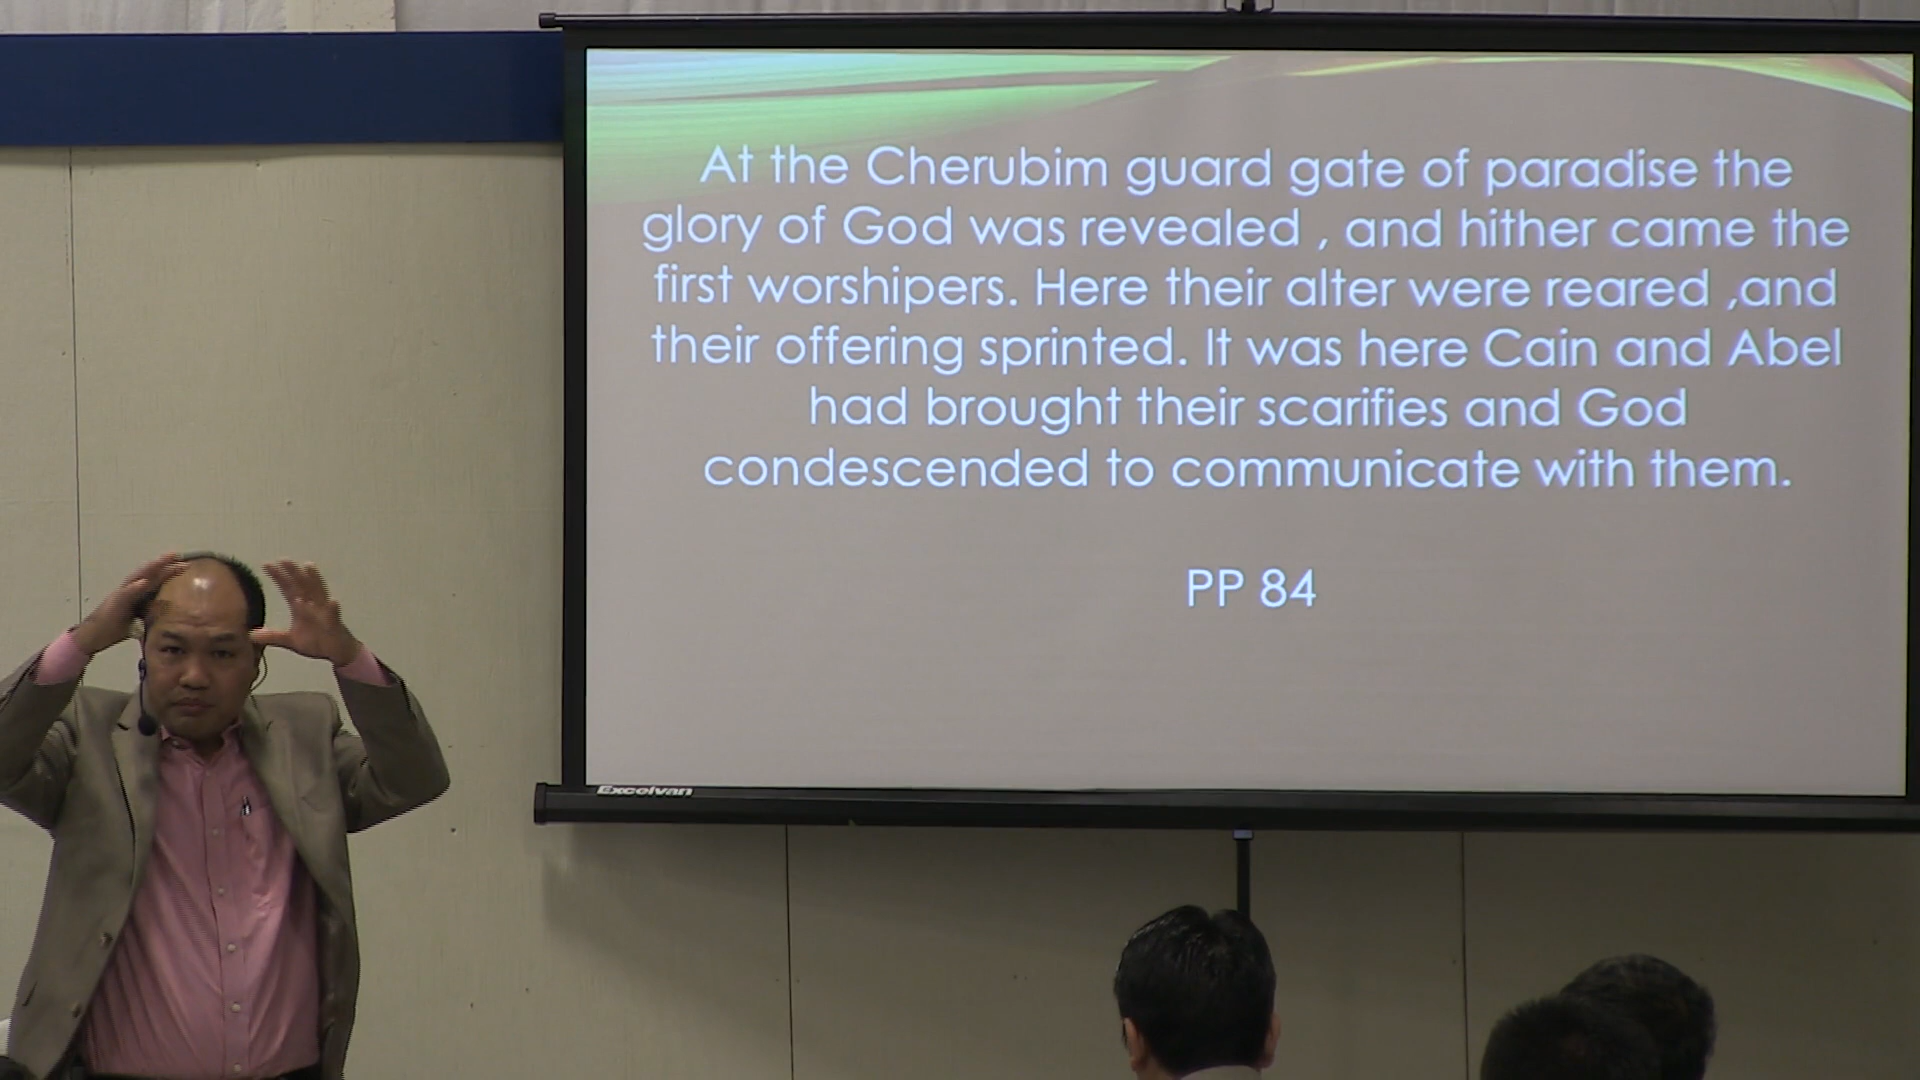 At the Cherubim guard gate of paradise the
glory of God was revealed , and hither came the
first worshipers. Here their alter were reared ,and
their offering sprinted. It was here Cain and Abel
had brought their scarifies and God
condescended to communicate with them.
PP 84
Excelvan